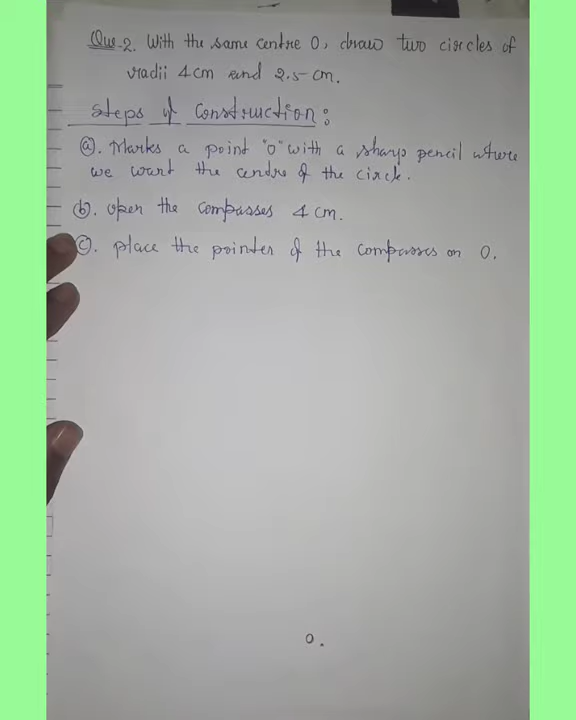 Que-2. With the same centre O, draw two circles of
radii 4cm and 2.5 cm.
Steps of Construction:
(a). Marks a point "O" with a sharp pencil where
we want the centre of the circle.
(b). open the compasses 4 cm.
(c). place the pointer of the compasses on O.
O.